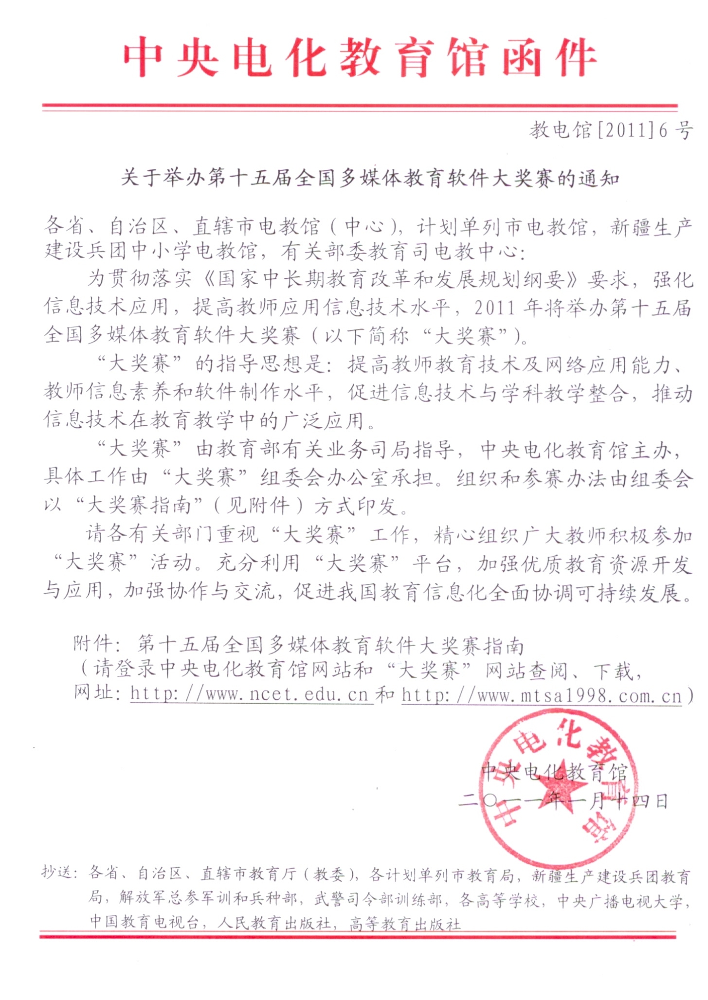 中央电化教育馆函件
教电馆[2011]6 号
关于举办第十五届全国多媒体教育软件大奖赛的通知
各省、自治区、直辖市电教馆（中心），计划单列市电教馆，新疆生产
建设兵团中小学电教馆，有关部委教育司电教中心：
为贯彻落实《国家中长期教育改革和发展规划纲要》要求，强化
信息技术应用，提高教师应用信息技术水平，2011 年将举办第十五届
全国多媒体教育软件大奖赛（以下简称“大奖赛”）。
“大奖赛”的指导思想是：提高教师教育技术及网络应用能力、
教师信息素养和软件制作水平，促进信息技术与学科教学整合，推动
信息技术在教育教学中的广泛应用。
“大奖赛”由教育部有关业务司局指导，中央电化教育馆主办，
具体工作由“大奖赛”组委会办公室承担。组织和参赛办法由组委会
以“大奖赛指南”（见附件）方式印发。
请各有关部门重视“大奖赛”工作，精心组织广大教师积极参加
“大奖赛”活动。充分利用“大奖赛”平台，加强优质教育资源开发
与应用，加强协作与交流，促进我国教育信息化全面协调可持续发展。
附件：第十五届全国多媒体教育软件大奖赛指南
（请登录中央电化教育馆网站和“大奖赛”网站查阅、下载，
网址：http://www.ncet.edu.cn 和 http://www.mtsa1998.com.cn）
中央电化教育馆
中央电化教育馆
二〇一一年一月十四日
抄送：各省、自治区、直辖市教育厅（教委），各计划单列市教育局，新疆生产建设兵团教育
局，解放军总参军训和兵种部，武警司令部训练部，各高等学校，中央广播电视大学，
中国教育电视台，人民教育出版社，高等教育出版社